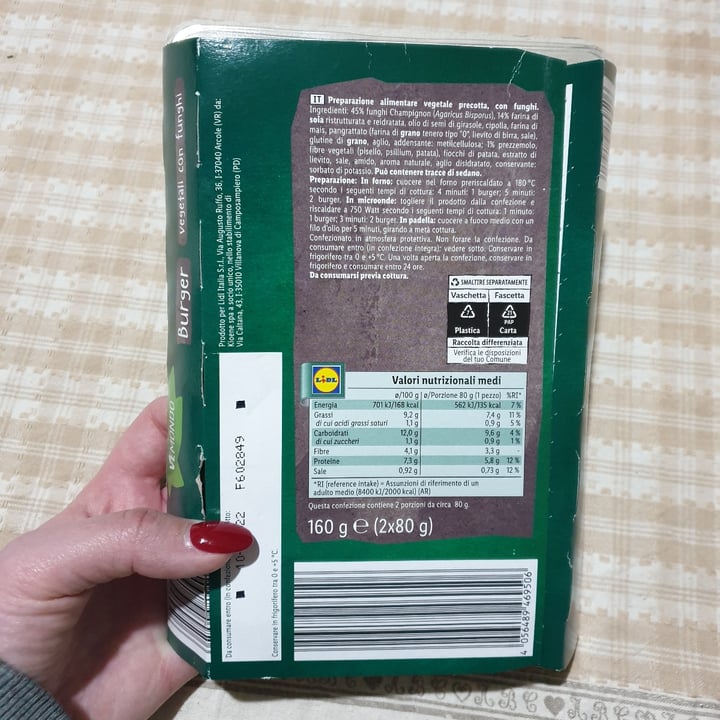 IT Preparazione alimentare vegetale precotta, con funghi.
Ingredienti: 45% funghi Champignon (Agaricus Bisporus), 14% farina di
soia ristrutturata e reidratata, olio di semi di girasole, cipolla, farina di
mais, pangrattato (farina di grano tenero tipo "0", lievito di birra, sale),
glutine di grano, aglio, addensante: metilcellulosa; 1% prezzemolo,
fibre vegetali (pisello, psillium, patata), fiocchi di patata, estratto di
lievito, sale, amido, aroma naturale, aglio disidratato, conservante:
sorbato di potassio. Può contenere tracce di sedano.
Preparazione: In forno: cuocere nel forno preriscaldato a 180°C
secondo i seguenti tempi di cottura: 4 minuti: 1 burger; 5 minuti:
2 burger. In microonde: togliere il prodotto dalla confezione e
riscaldare a 750 Watt secondo i seguenti tempi di cottura: 1 minuto:
1 burger; 3 minuti: 2 burger. In padella: cuocere a fuoco medio con un
filo d'olio per 5 minuti, girando a metà cottura.
Confezionato in atmosfera protettiva. Non forare la confezione. Da
consumare entro (in confezione integra): vedere sotto. Conservare in
frigorifero tra 0 e +5°C. Una volta aperta la confezione, conservare in
frigorifero e consumare entro 24 ore.
Da consumarsi previa cottura.
SMALTIRE SEPARATAMENTE
Vaschetta Fascetta
7 21
PAP
Plastica Carta
Raccolta differenziata
Verifica le disposizioni
del tuo Comune
LIDL
Valori nutrizionali medi
ø/100 g ø/Porzione 80 g (1 pezzo) %RI*
Energia 701 kJ/168 kcal 562 kJ/135 kcal 7 %
Grassi 9,2 g 7,4 g 11 %
di cui acidi grassi saturi 1,1 g 0,9 g 5 %
Carboidrati 12,0 g 9,6 g 4 %
di cui zuccheri 1,1 g 0,9 g 1 %
Fibre 4,1 g 3,3 g -
Proteine 7,3 g 5,8 g 12 %
Sale 0,92 g 0,73 g 12 %
*RI (reference intake) = Assunzioni di riferimento di un
adulto medio (8400 kJ/2000 kcal) (AR)
Questa confezione contiene 2 porzioni da circa 80 g.
160 g e (2x80 g)
4 056489 469506
Prodotto per Lidl Italia S.r.l., Via Augusto Ruffo, 36, I-37040 Arcole (VR) da:
Kioene spa a socio unico, nello stabilimento di
Via Caltana, 43, I-35010 Villanova di Camposampiero (PD)
Burger vegetali con funghi
VEMONDO
F602849
22
Da consumare entro (in confezione
Conservare in frigorifero tra 0 e +5 °C.